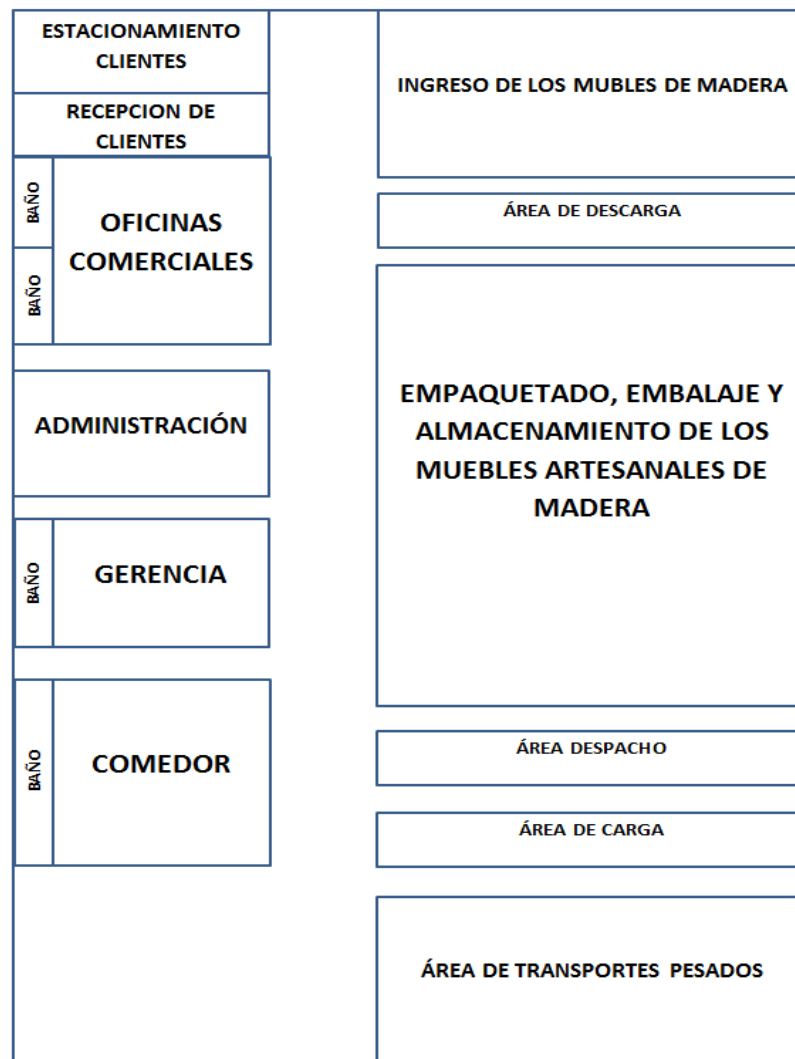 ESTACIONAMIENTO
CLIENTES
RECEPCION DE
CLIENTES
BAÑO
BAÑO
OFICINAS
COMERCIALES
ADMINISTRACIÓN
BAÑO
GERENCIA
BAÑO
COMEDOR
INGRESO DE LOS MUBLES DE MADERA
ÁREA DE DESCARGA
EMPAQUETADO, EMBALAJE Y
ALMACENAMIENTO DE LOS
MUEBLES ARTESANALES DE
MADERA
ÁREA DESPACHO
ÁREA DE CARGA
ÁREA DE TRANSPORTES PESADOS